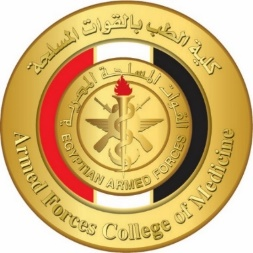 كلية الطب بالقوات المسلحة
القوات المسلحة المصرية
EGYPTIAN ARMED FORCES
Armed Forces College of Medicine